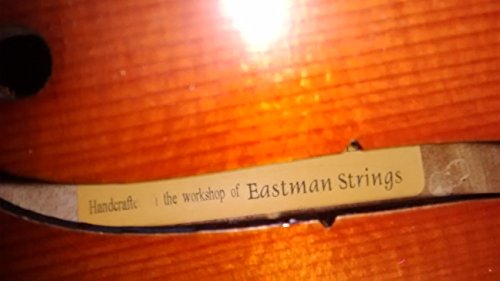 Handcrafte the workshop of Eastman Strings